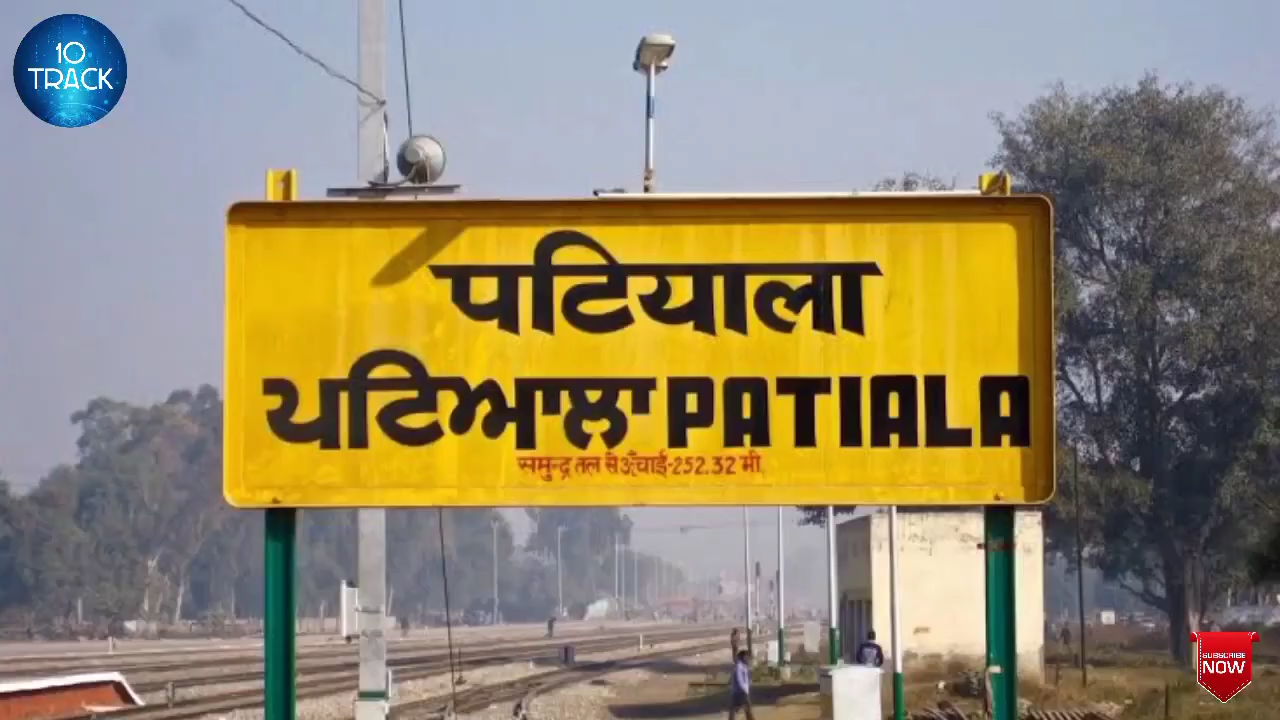 10
TRACK
पटियाला
ਪਟਿਆਲਾ PATIALA
समुन्द्र तल से ऊँचाई-252.32 मी.
SUBSCRIBE
NOW